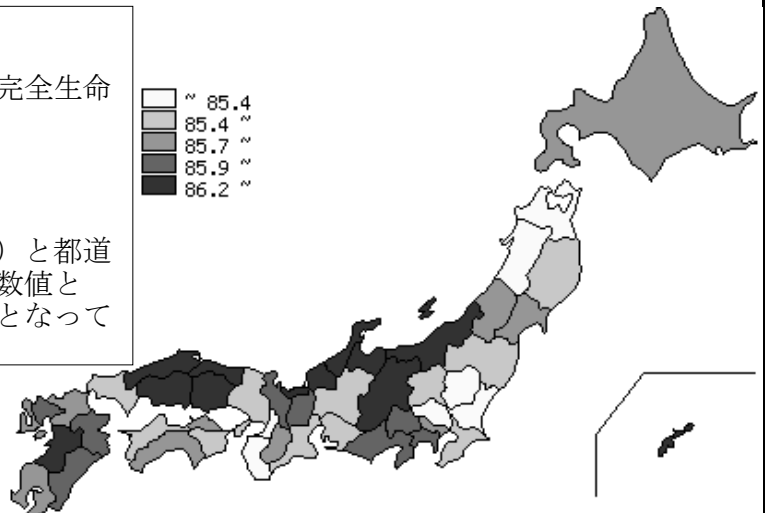 完全生命
）と都道
数値と
となって
~ 85.4
85.4 ~
85.7 ~
85.9 ~
86.2 ~